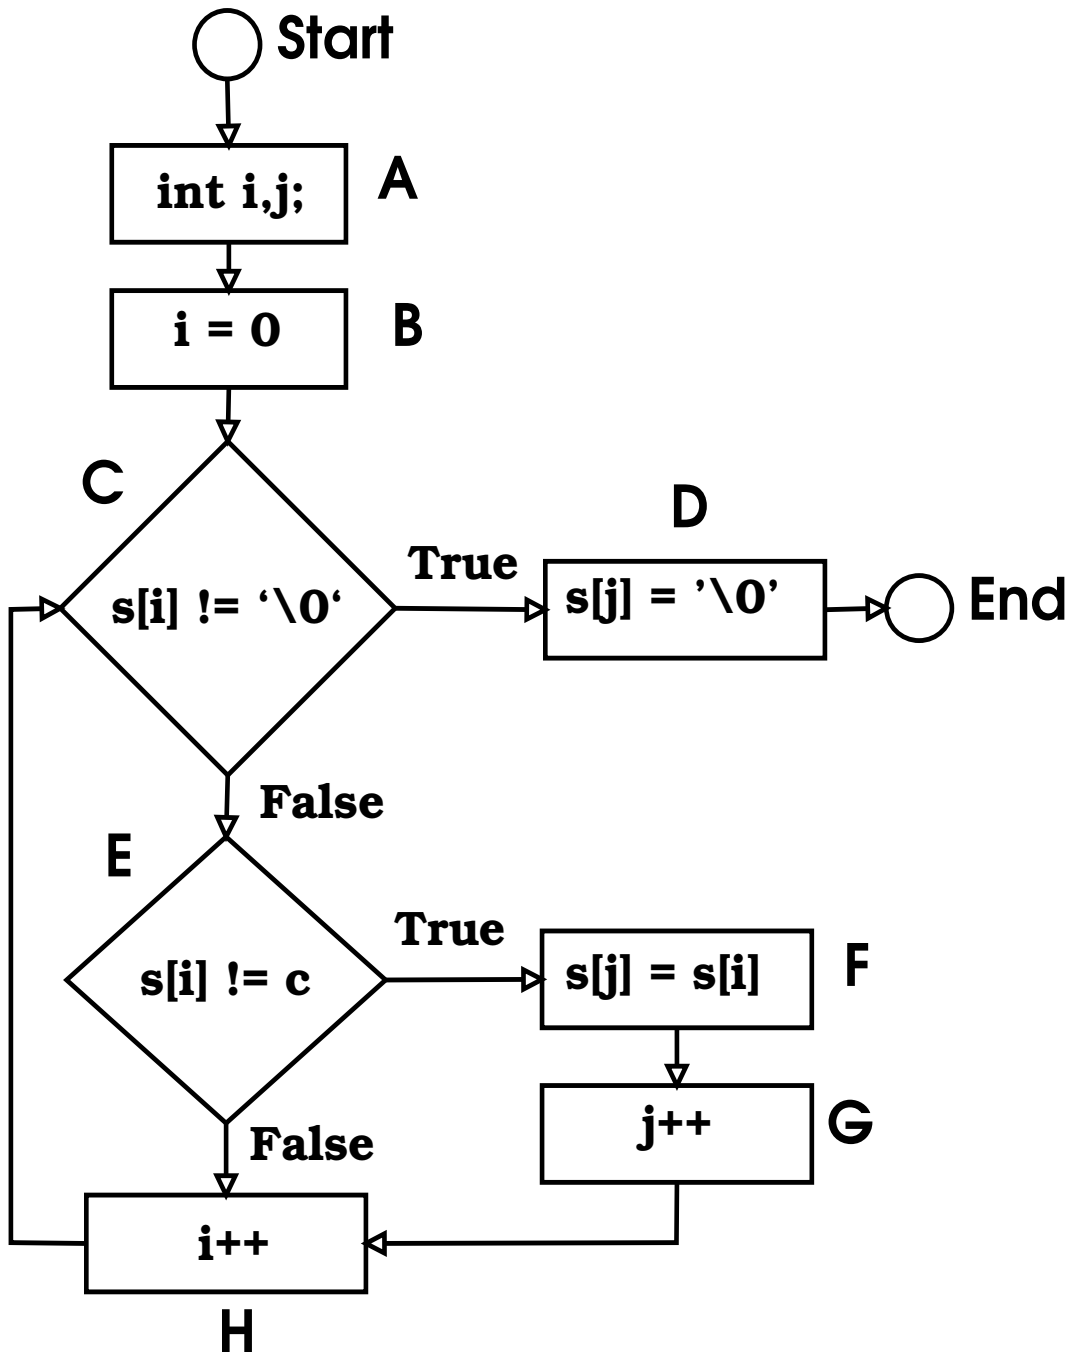 Start
int i,j;
A
i = 0
B
C
s[i] != ‘\0‘
True
D
s[j] = ’\0’
End
False
E
s[i] != c
True
s[j] = s[i]
F
j++
G
False
i++
H